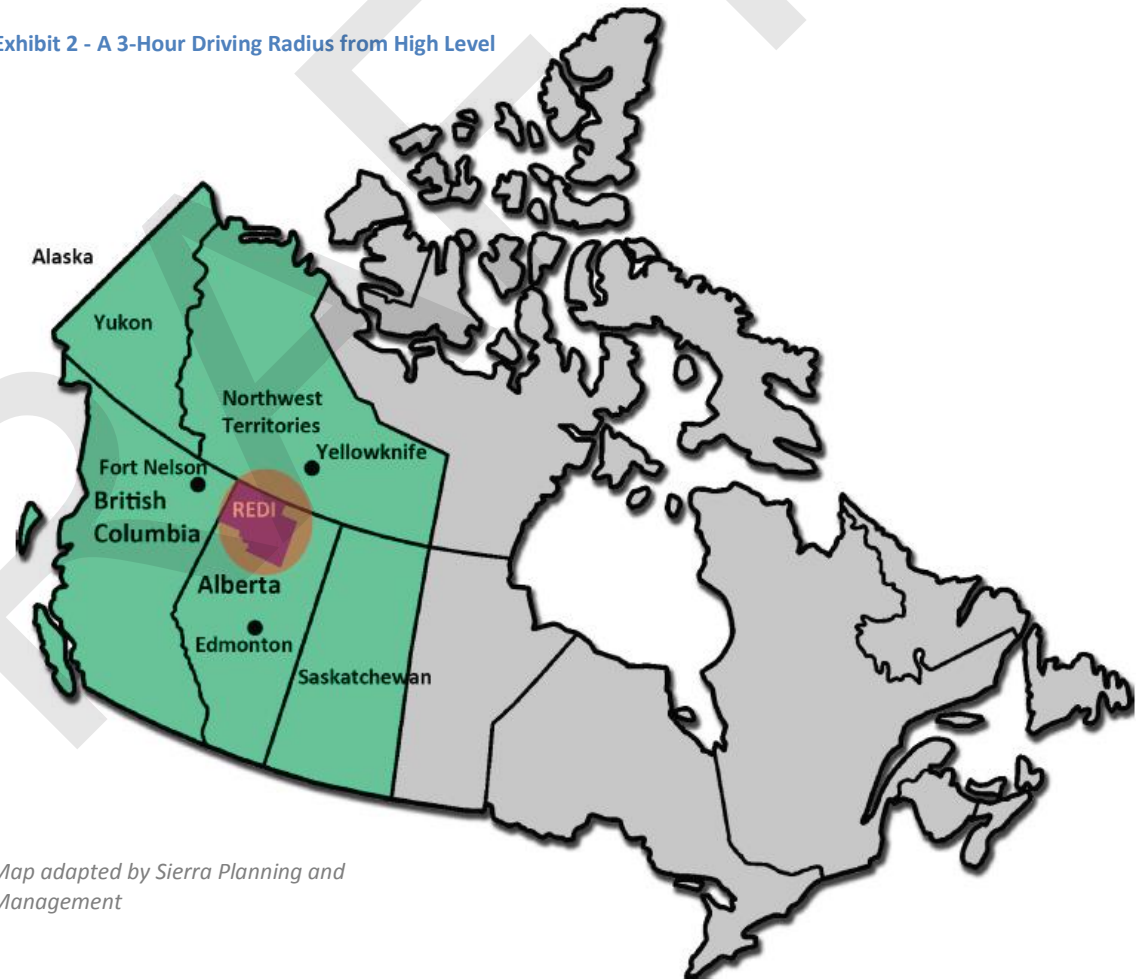 Exhibit 2 - A 3-Hour Driving Radius from High Level
Alaska
Yukon
Northwest
Territories
Yellowknife
Fort Nelson
British
Columbia
REDI
Alberta
Edmonton
Saskatchewan
Map adapted by Sierra Planning and
Management